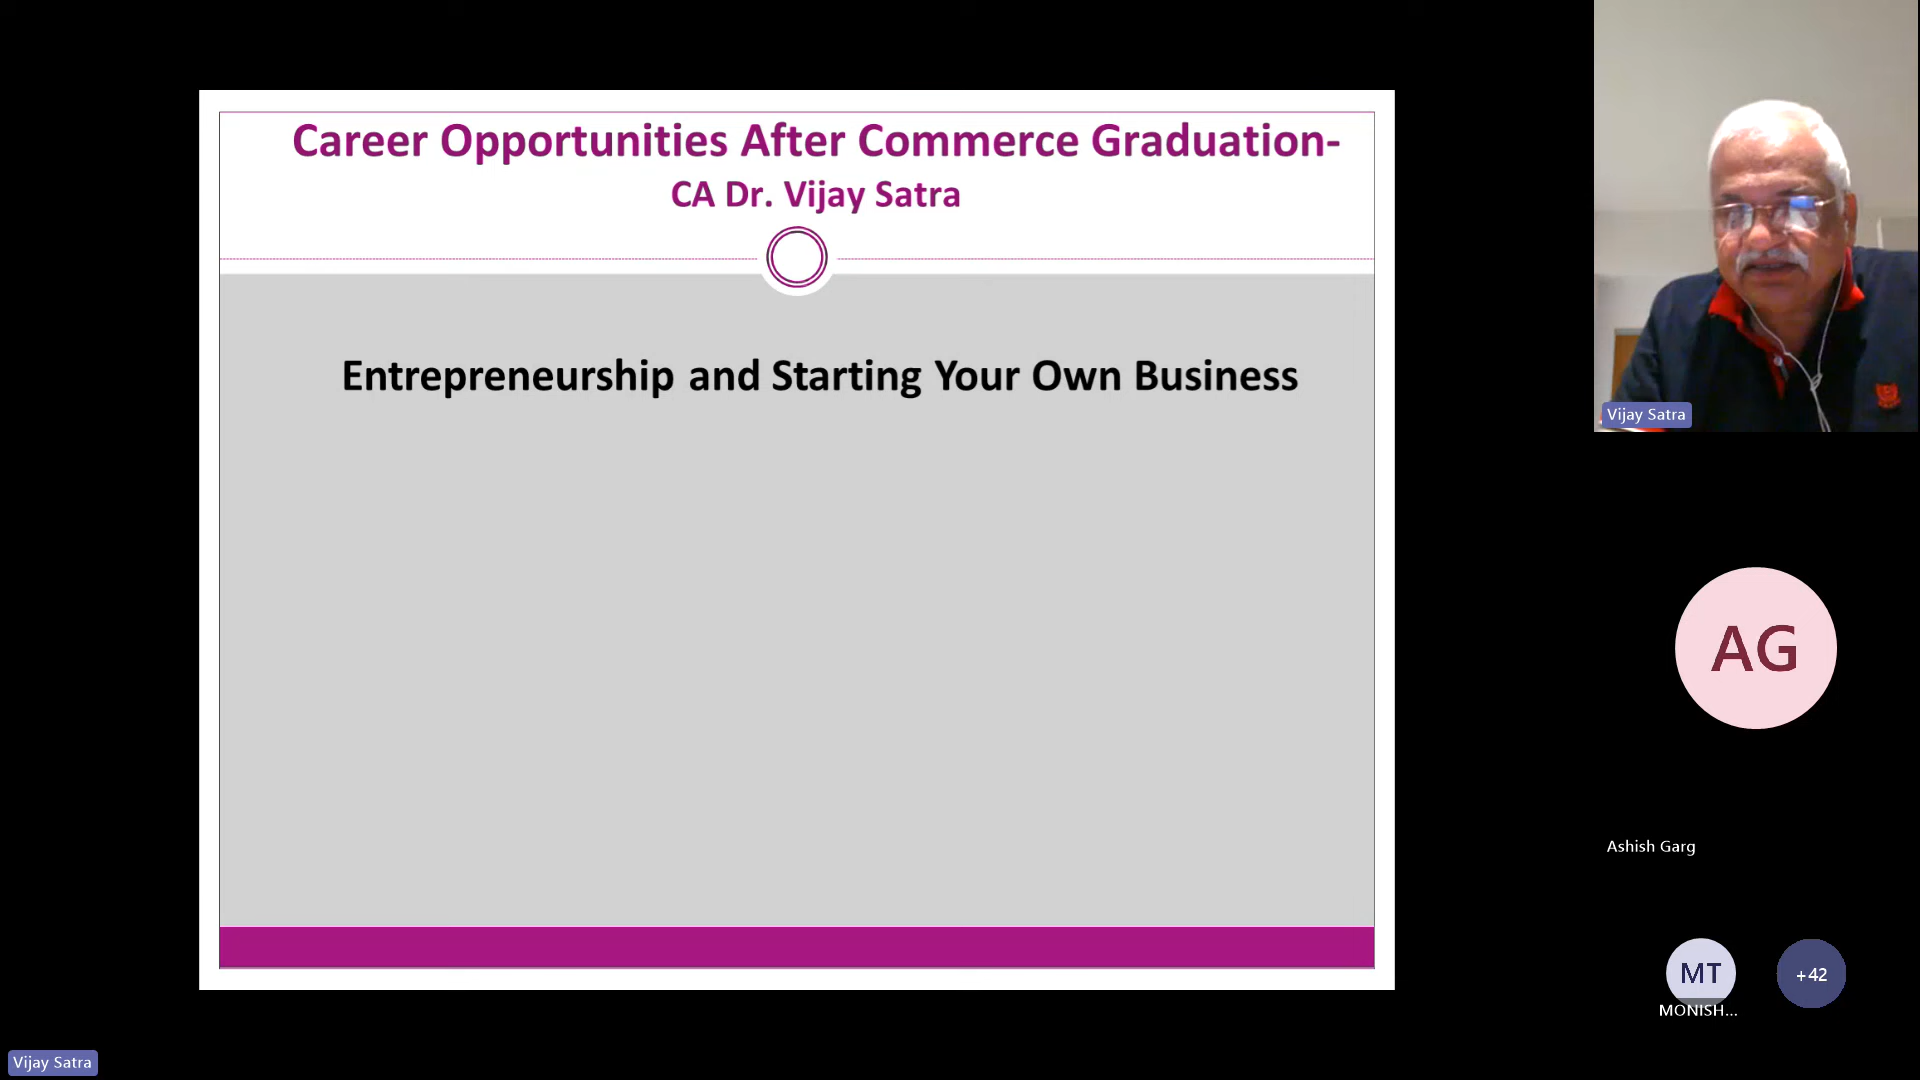 Career Opportunities After Commerce Graduation-
CA Dr. Vijay Satra
Entrepreneurship and Starting Your Own Business
Vijay Satra
AG
Ashish Garg
MT
+42
MONISH...
Vijay Satra